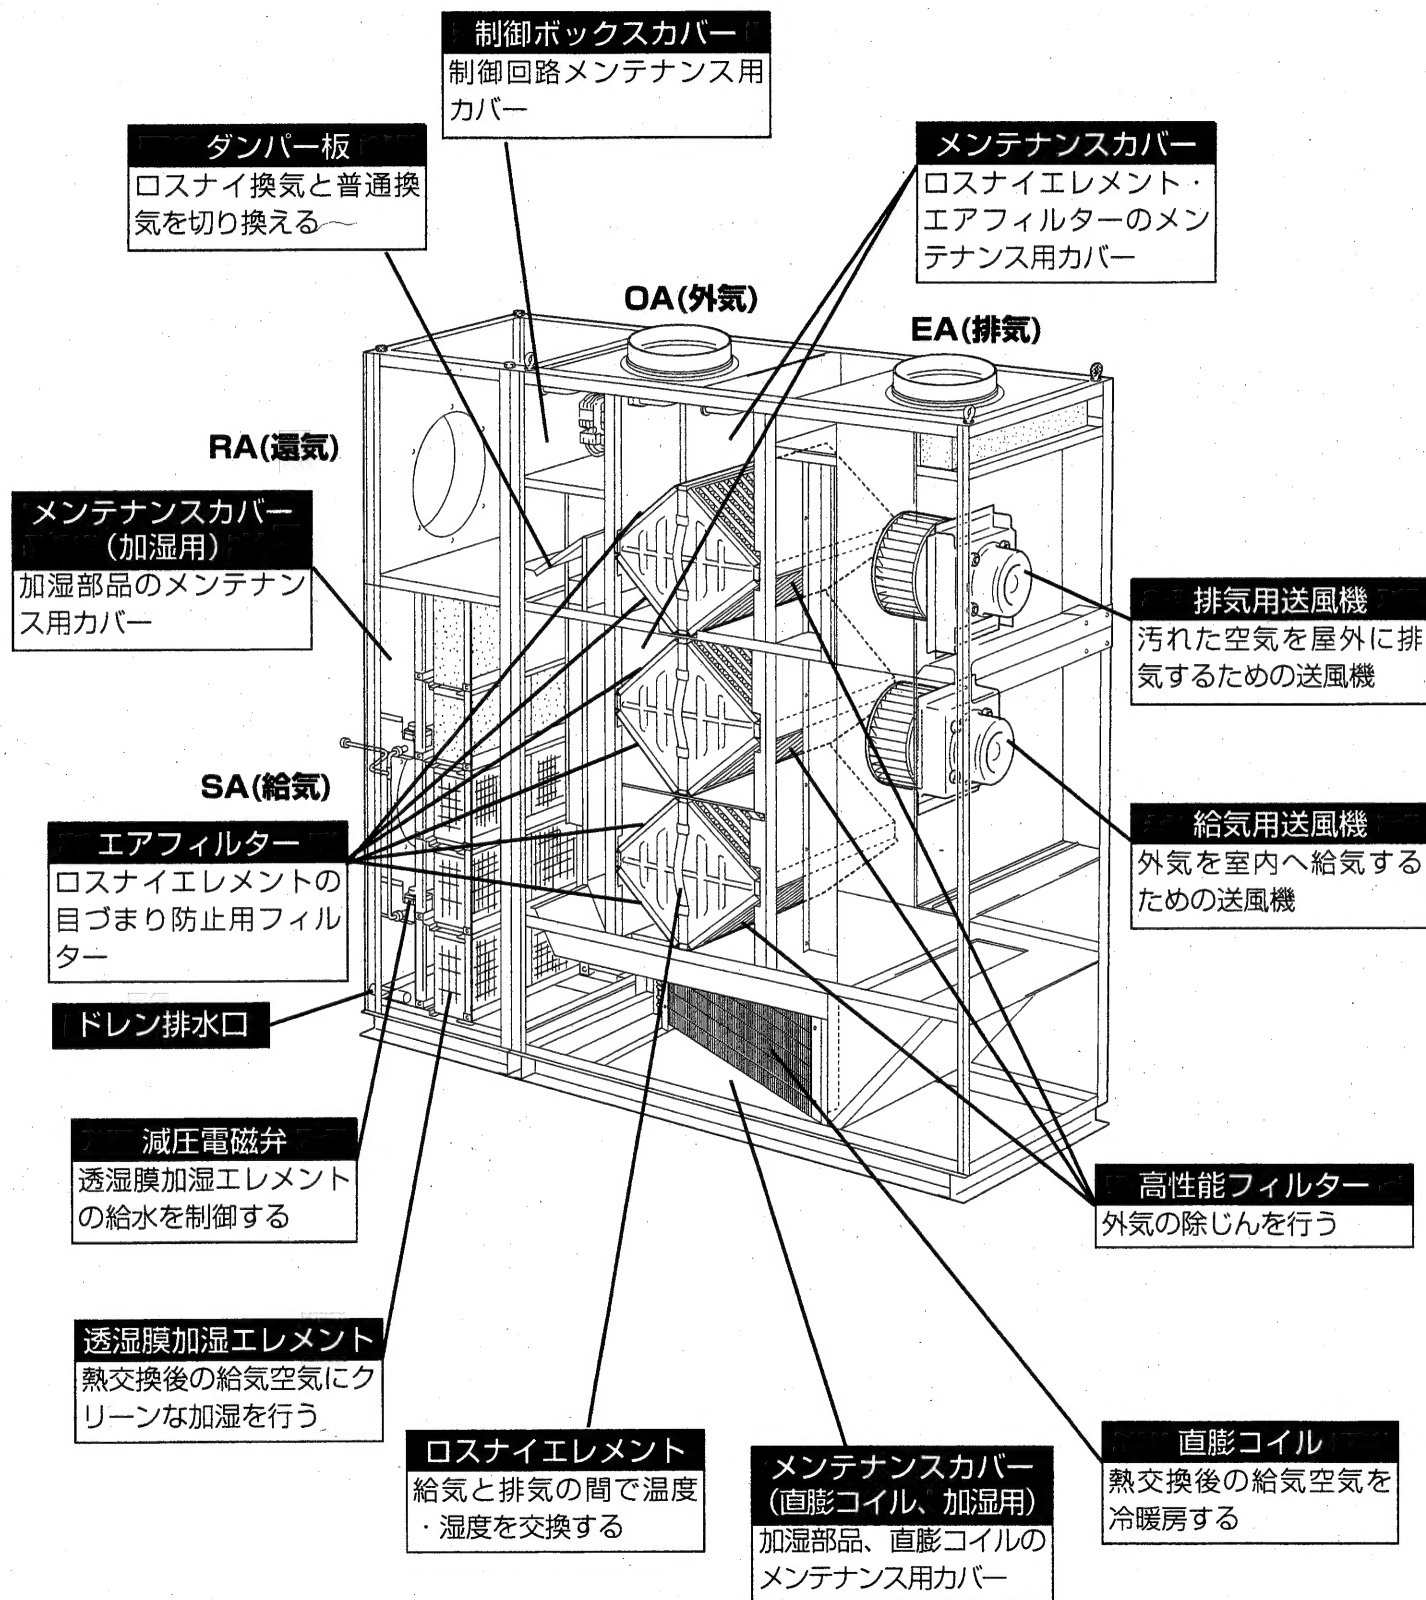 制御ボックスカバー
制御回路メンテナンス用
カバー
ダンパー板
ロスナイ換気と普通換
気を切り換える
メンテナンスカバー
ロスナイエレメント・
エアフィルターのメン
テナンス用カバー
OA(外気)
EA(排気)
RA(還気)
メンテナンスカバー
(加湿用)
加湿部品のメンテナン
ス用カバー
排気用送風機
汚れた空気を屋外に排
気するための送風機
SA(給気)
エアフィルター
ロスナイエレメントの
目づまり防止用フィル
ター
給気用送風機
外気を室内へ給気する
ための送風機
ドレン排水口
減圧電磁弁
透湿膜加湿エレメント
の給水を制御する
高性能フィルター
外気の除じんを行う
透湿膜加湿エレメント
熱交換後の給気空気にク
リーンな加湿を行う
ロスナイエレメント
給気と排気の間で温度
・湿度を交換する
メンテナンスカバー
(直膨コイル、加湿用)
加湿部品、直膨コイルの
メンテナンス用カバー
直膨コイル
熱交換後の給気空気を
冷暖房する